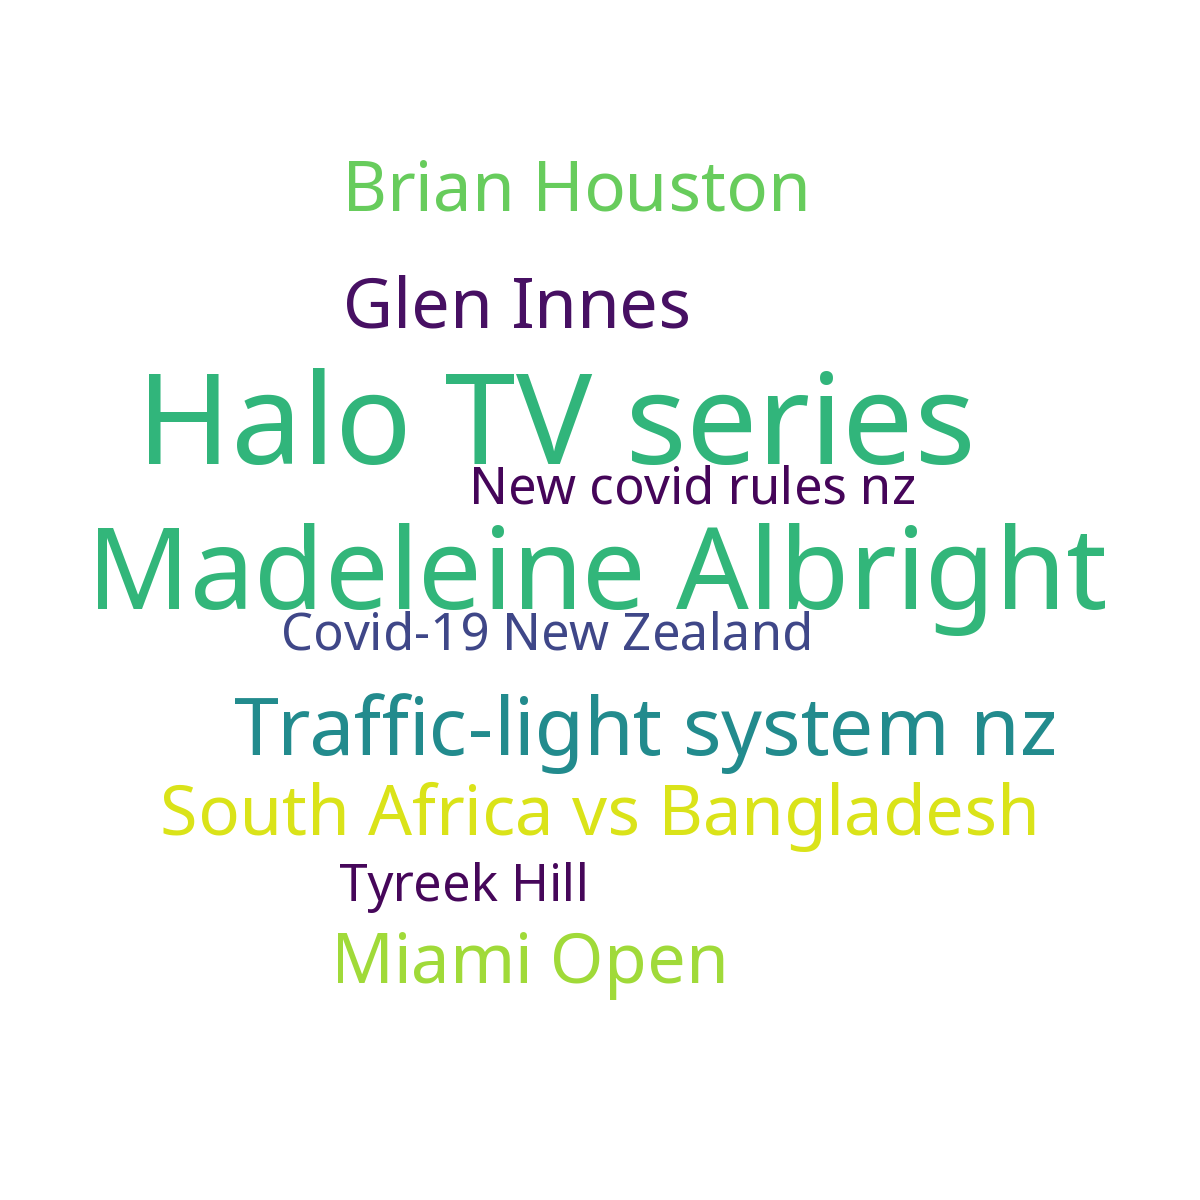 Brian Houston
Glen Innes
Halo TV series
New covid rules nz
Madeleine Albright
Covid-19 New Zealand
Traffic-light system nz
South Africa vs Bangladesh
Tyreek Hill
Miami Open